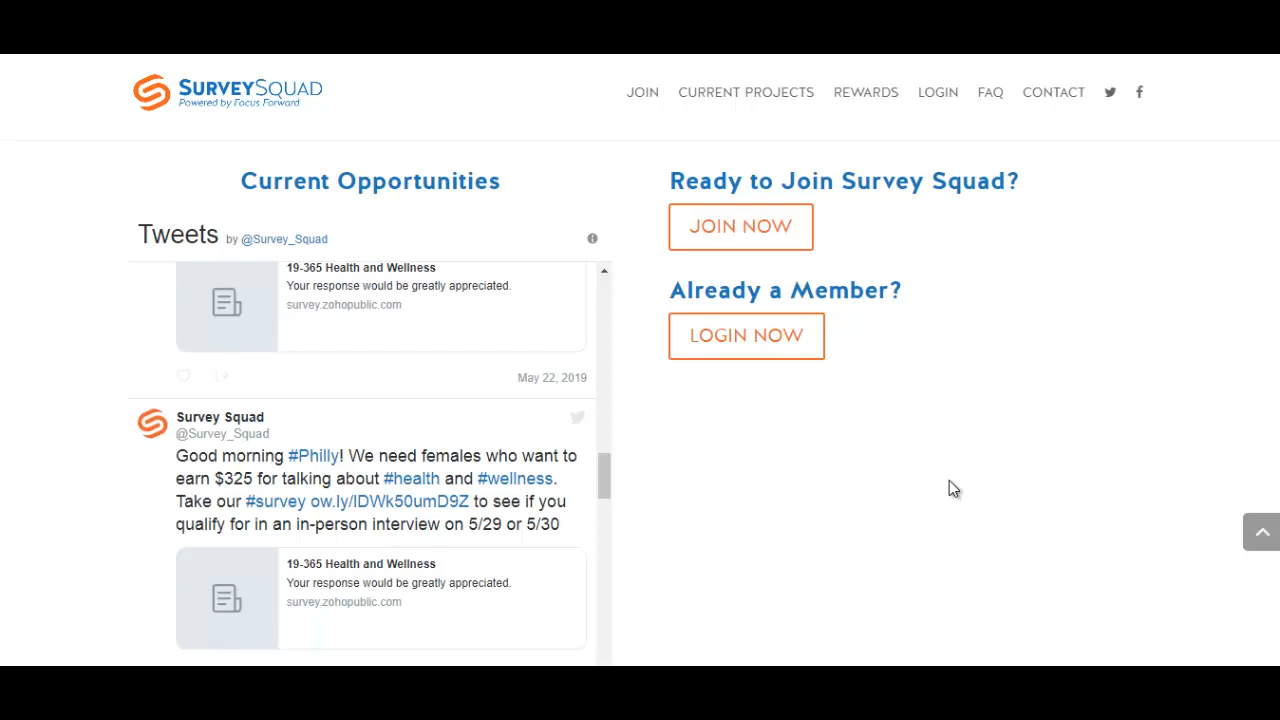 SURVEYSQUAD
Powered by Focus Forward
JOIN CURRENT PROJECTS REWARDS LOGIN FAQ CONTACT
Current Opportunities
Tweets by @Survey_Squad
19-365 Health and Wellness
Your response would be greatly appreciated.
survey.zohopublic.com
May 22, 2019
Survey Squad
@Survey_Squad
Good morning #Philly! We need females who want to
earn $325 for talking about #health and #wellness.
Take our #survey ow.ly/IDWk50umD9Z to see if you
qualify for in an in-person interview on 5/29 or 5/30
19-365 Health and Wellness
Your response would be greatly appreciated.
survey.zohopublic.com
Ready to Join Survey Squad?
JOIN NOW
Already a Member?
LOGIN NOW